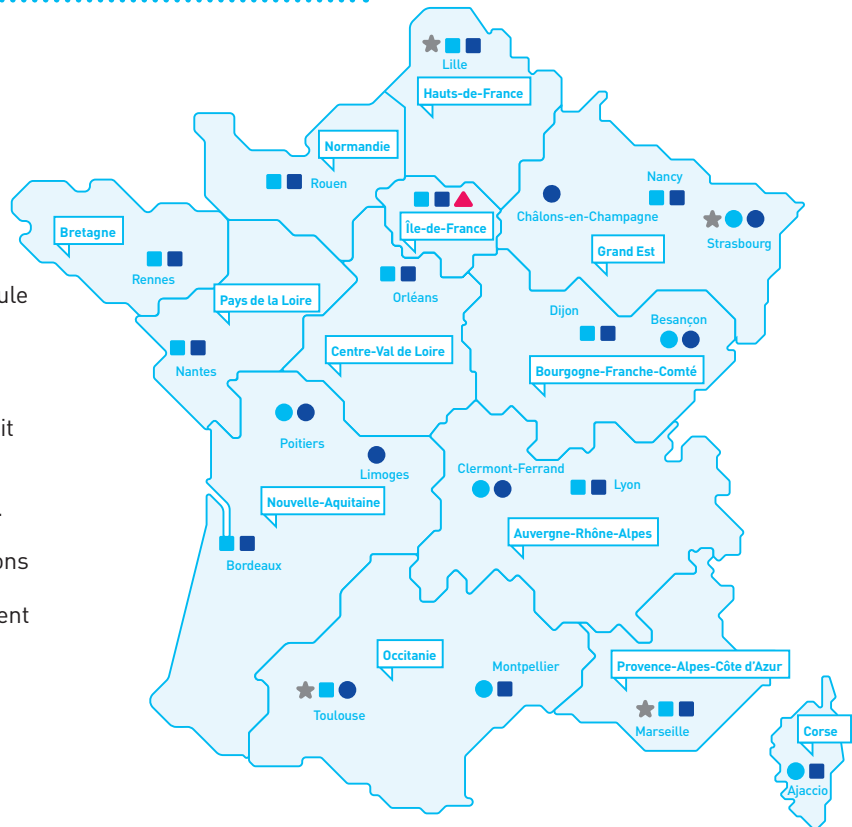 Lille
Hauts-de-France
Normandie
Rouen
Nancy
Châlons-en-Champagne
Strasbourg
Île-de-France
Grand Est
Bretagne
Rennes
Pays de la Loire
Orléans
Dijon
Besançon
Nantes
Centre-Val de Loire
Bourgogne-Franche-Comté
Poitiers
Limoges
Clermont-Ferrand
Lyon
Nouvelle-Aquitaine
Auvergne-Rhône-Alpes
Bordeaux
Occitanie
Montpellier
Provence-Alpes-Côte d'Azur
Toulouse
Marseille
Corse
Ajaccio
ule
it
.
ons
ent